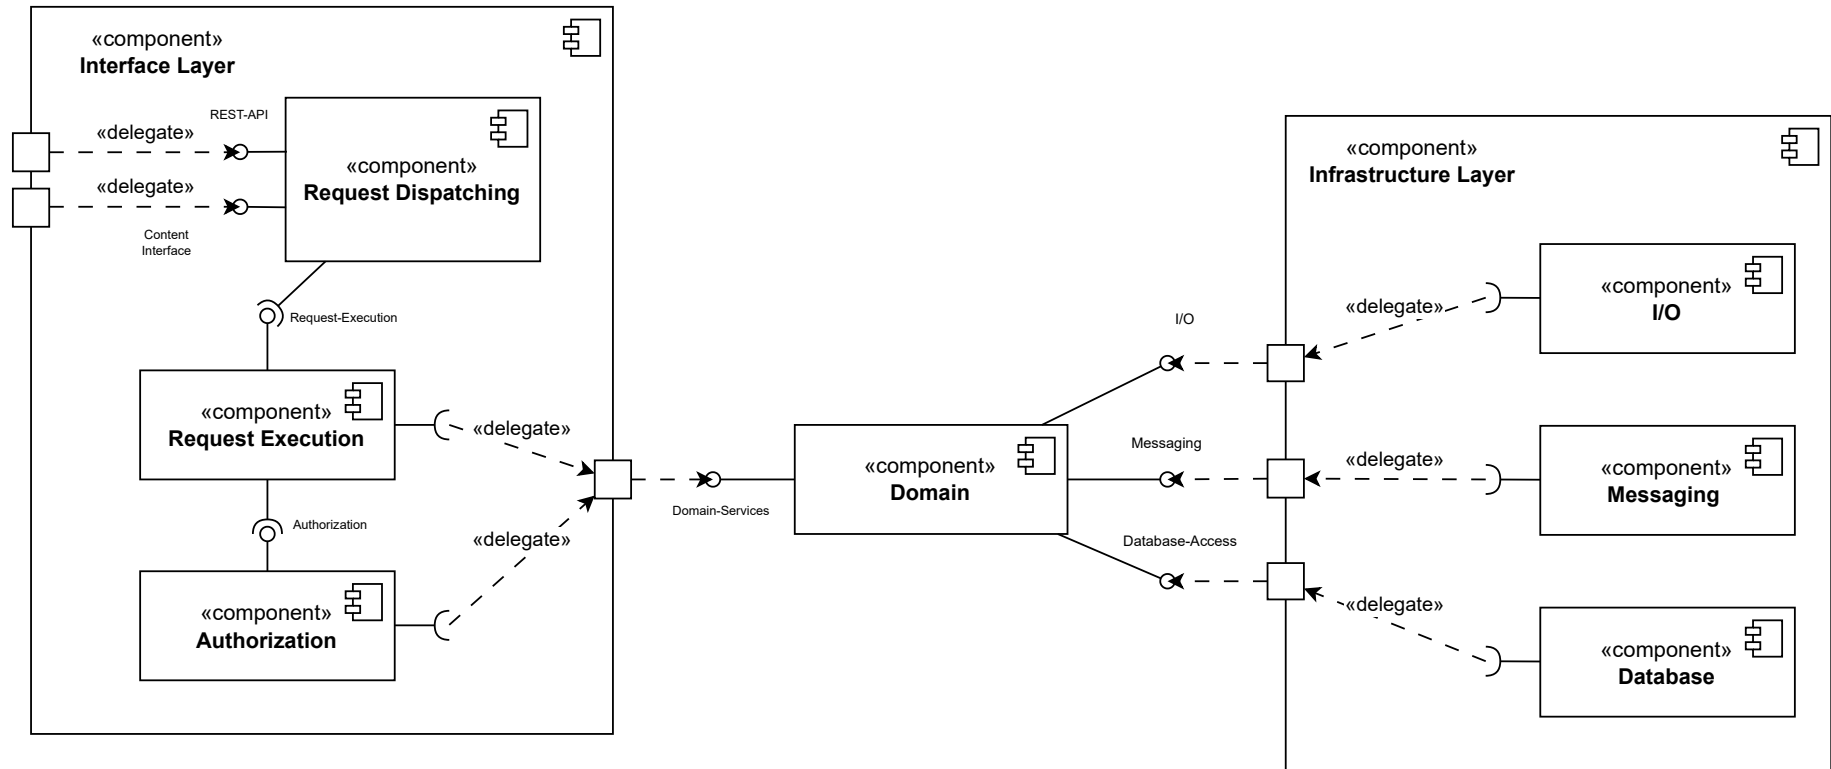 «component»
Interface Layer
«delegate»
REST-API
«component»
Request Dispatching
«delegate»
Content
Interface
Request-Execution
«component»
Request Execution
«delegate»
Authorization
«component»
Authorization
«delegate»
Domain-Services
«component»
Domain
I/O
Messaging
Database-Access
«component»
Infrastructure Layer
«delegate»
«component»
I/O
«delegate»
«component»
Messaging
«delegate»
«component»
Database